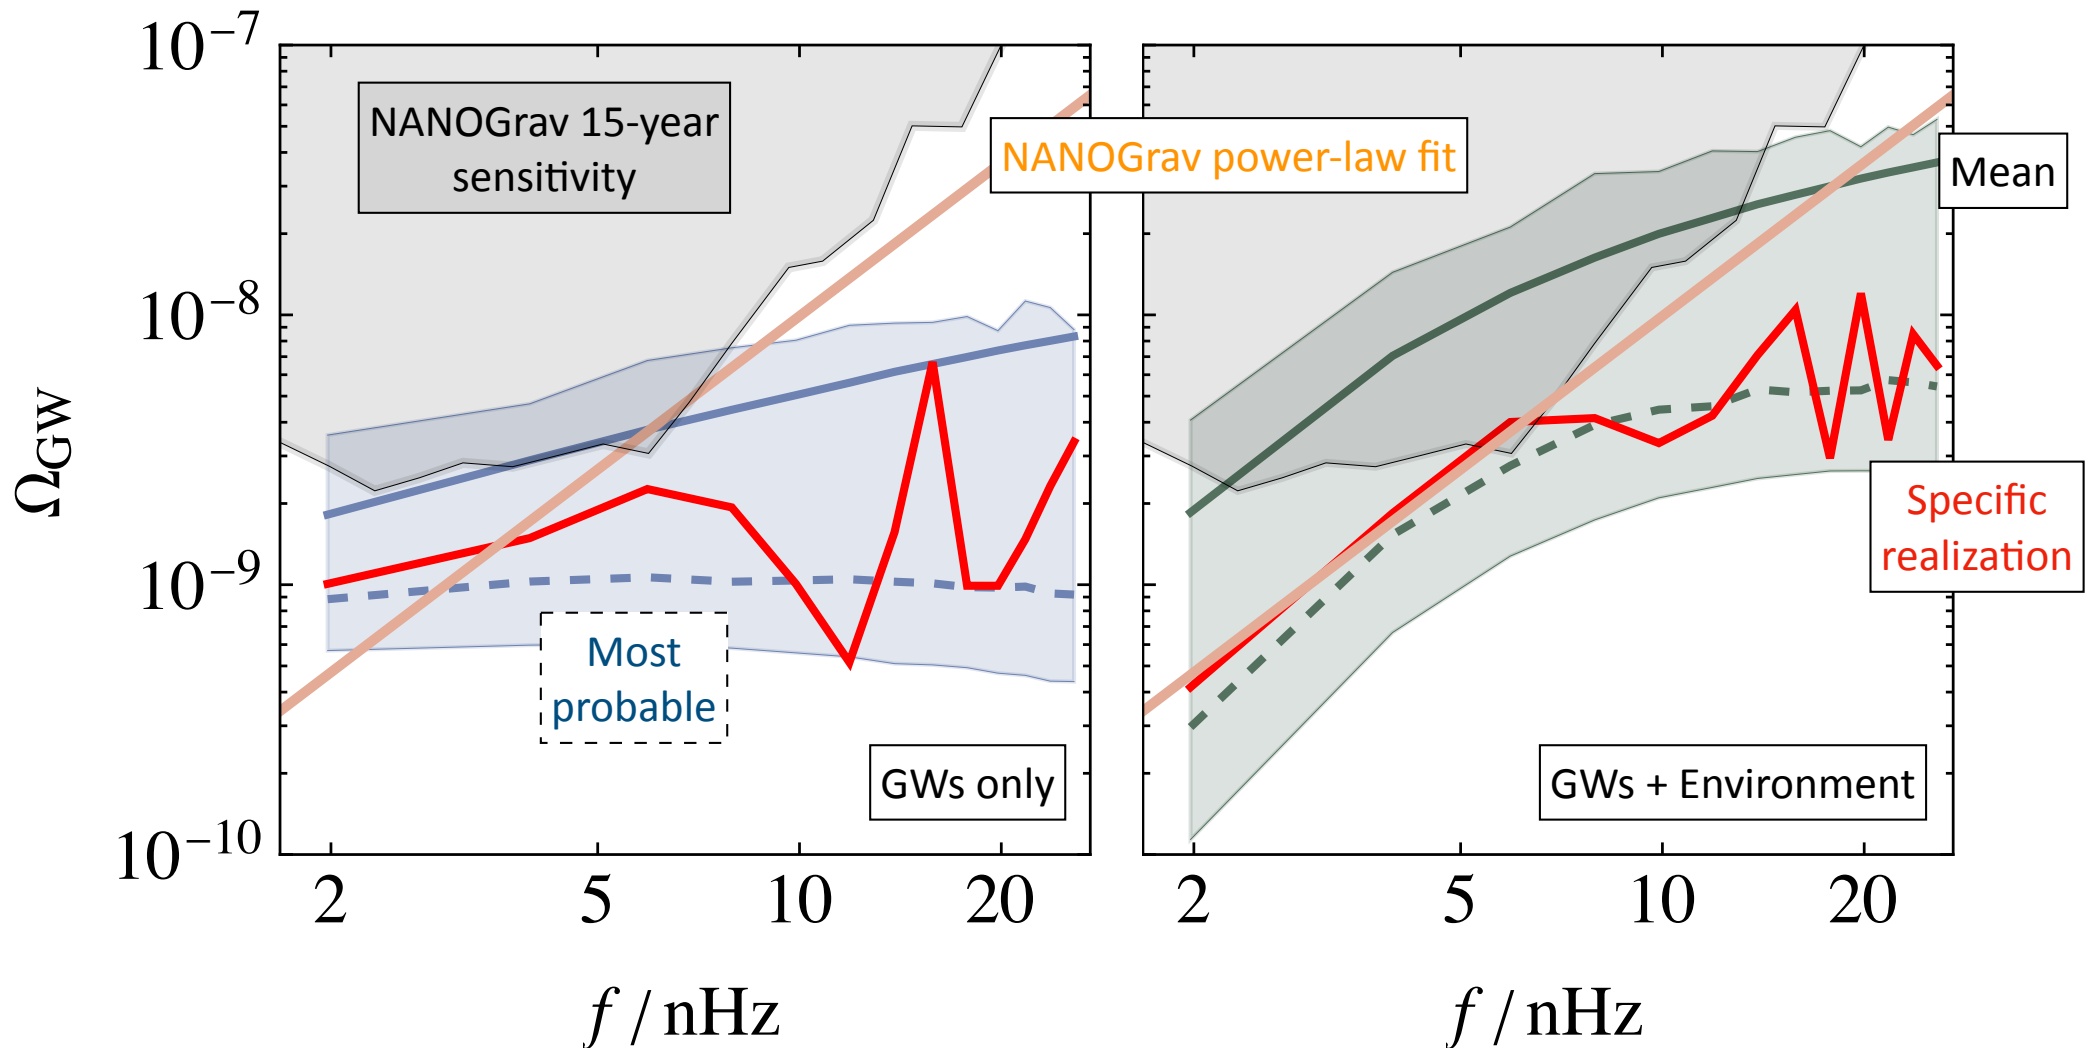 10⁻⁷
10⁻⁸
10⁻⁹
10⁻¹⁰
Ω_GW
NANOGrav 15-year
sensitivity
NANOGrav power-law fit
Mean
Most
probable
Specific
realization
GWs only
GWs + Environment
2 5 10 20
2 5 10 20
f / nHz
f / nHz